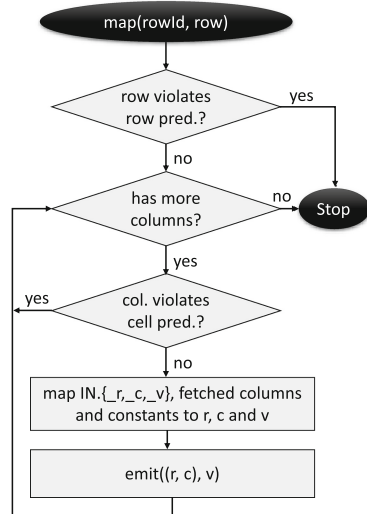 map(rowId, row)
row violates
row pred.?
yes
no
has more
columns?
no
Stop
yes
yes
col. violates
cell pred.?
no
map IN.{_r,_c,_v}, fetched columns
and constants to r, c and v
emit((r, c), v)